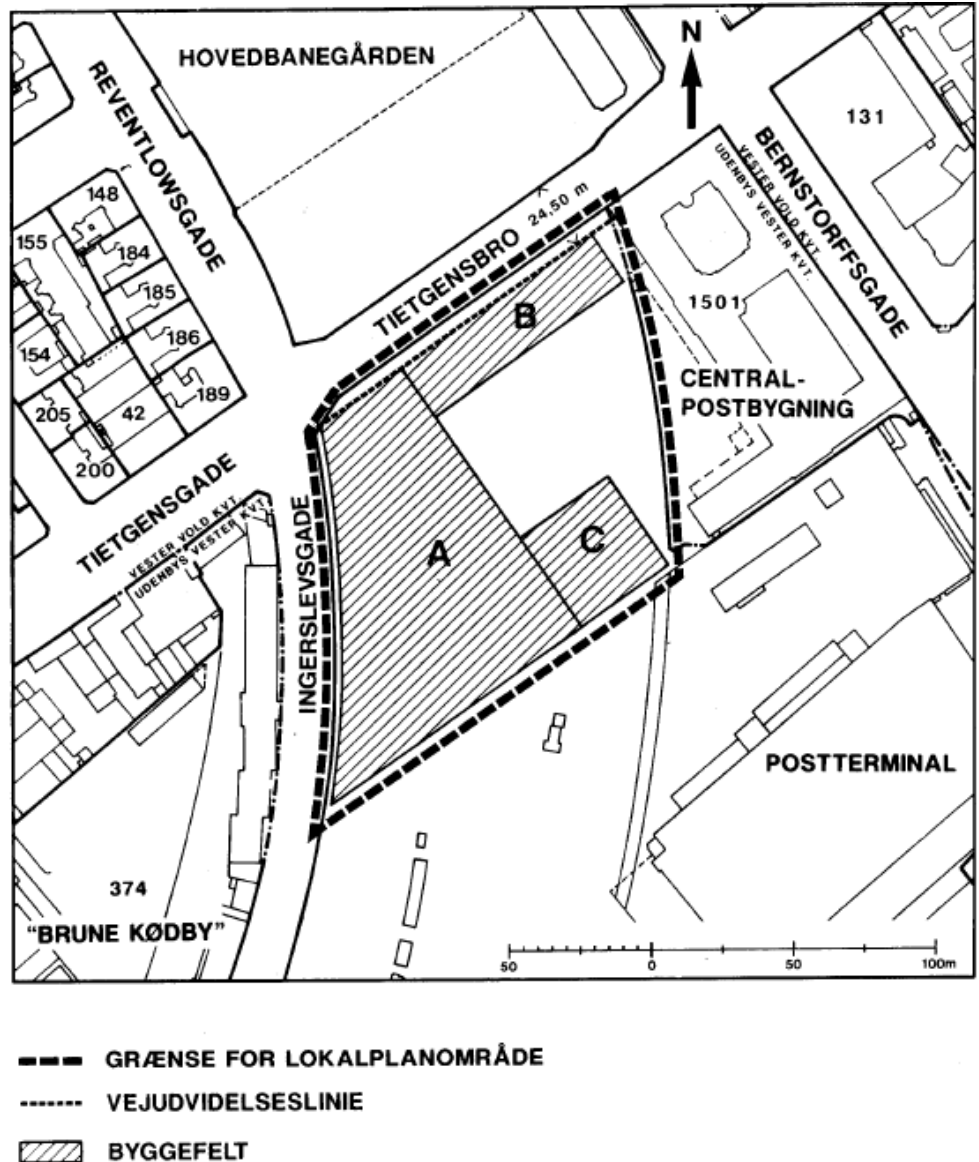 HOVEDBANEGÅRDEN
N
REVENTLOWSGADE
131
BERNSTORFFSGADE
VESTER VOLD KVT.
UDENBYS VESTER KVT.
148
155
184
185
154
186
189
205
42
200
24,50 m
TIETGENSBRO
B
1501
CENTRAL-
POSTBYGNING
TIETGENSGADE
VESTER VOLD KVT.
UDENBYS VESTER KVT.
INGERSLEVSGADE
A
C
POSTTERMINAL
374
"BRUNE KØDBY"
50 0 50 100m
GRÆNSE FOR LOKALPLANOMRÅDE
VEJUDVIDELSESLINIE
BYGGEFELT